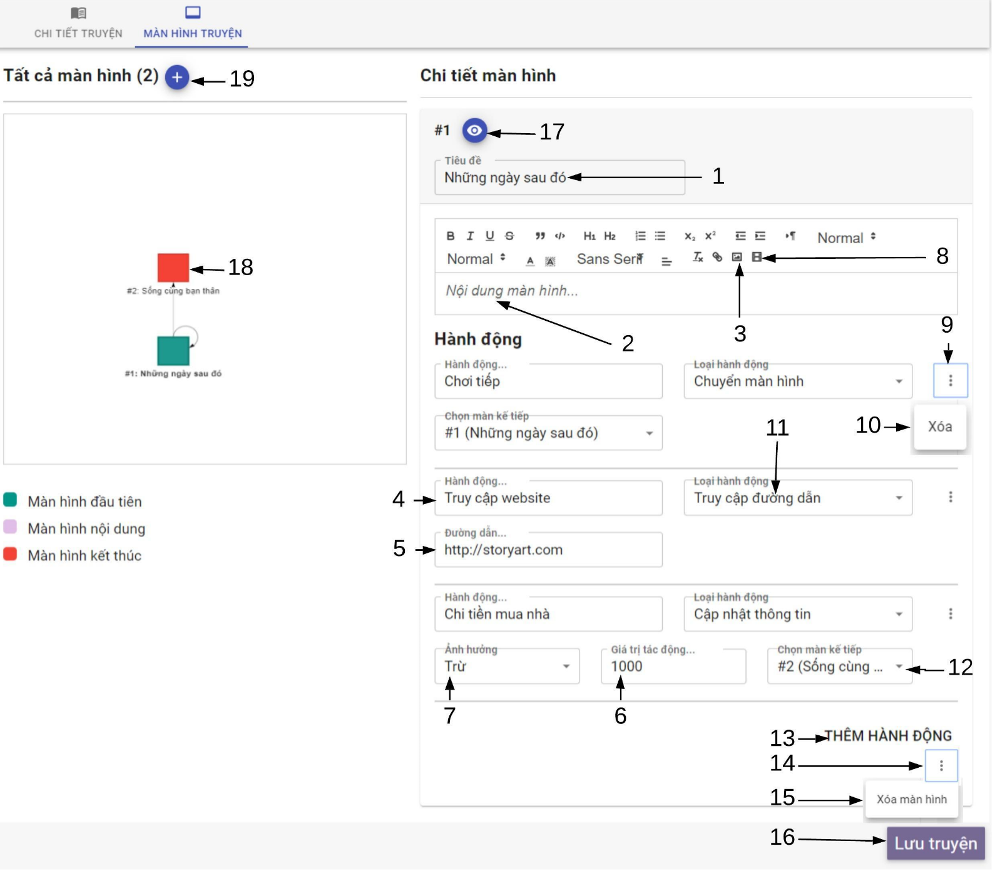 CHI TIẾT TRUYỆN
MÀN HÌNH TRUYỆN
Tất cả màn hình (2)
19
Chi tiết màn hình
#1
17
Tiêu đề
Những ngày sau đó
1
B I U S H1 H2 X2 X² Normal
Normal A A Sans Serif Tx
8
Nội dung màn hình...
18
#2: Sống cùng bạn thân
#1: Những ngày sau đó
2
3
9
Hành động
Hành động...
Chơi tiếp
Loại hành động
Chuyển màn hình
Chọn màn kế tiếp
#1 (Những ngày sau đó)
11
10
Xóa
Màn hình đầu tiên
Màn hình nội dung
Màn hình kết thúc
4
Hành động...
Truy cập website
Loại hành động
Truy cập đường dẫn
5
Đường dẫn...
http://storyart.com
Hành động...
Chi tiền mua nhà
Loại hành động
Cập nhật thông tin
Ảnh hưởng
Trừ
Giá trị tác động...
1000
Chọn màn kế tiếp
#2 (Sống cùng ...
12
7
6
13
THÊM HÀNH ĐỘNG
14
15
Xóa màn hình
16
Lưu truyện